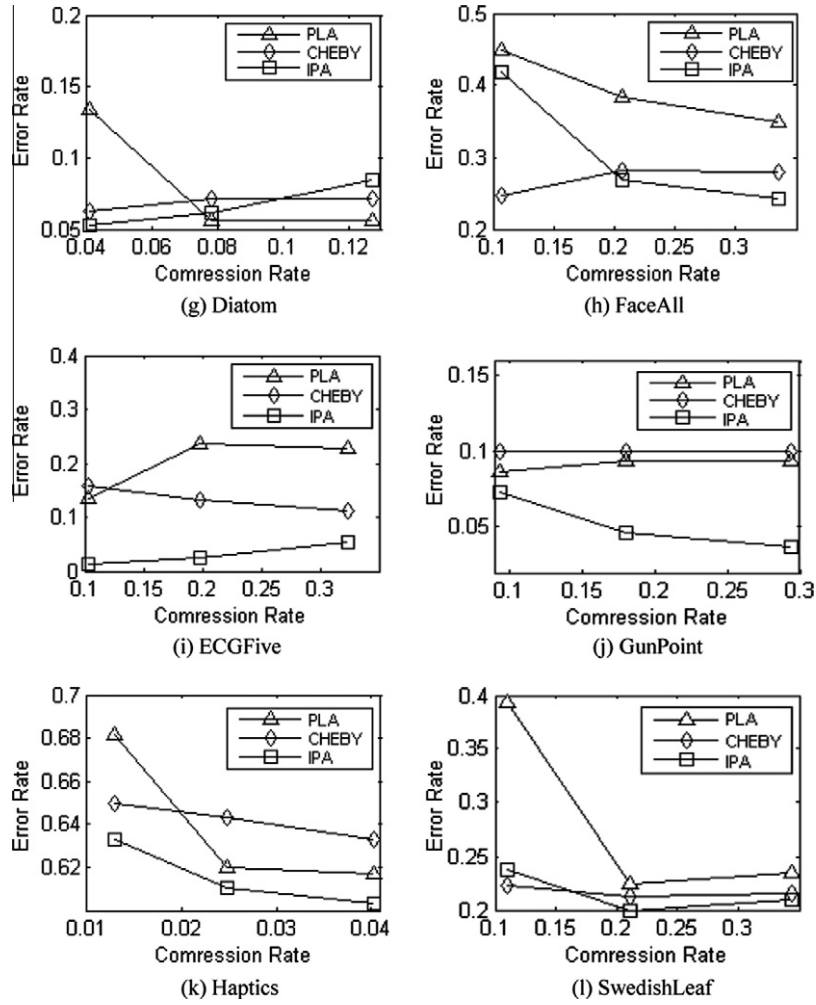 0.2
0.15
0.1
0.05
Error Rate
PLA
CHEBY
IPA
0.04 0.06 0.08 0.1 0.12
Comression Rate
(g) Diatom
0.5
0.4
0.3
0.2
Error Rate
PLA
CHEBY
IPA
0.1 0.15 0.2 0.25 0.3
Comression Rate
(h) FaceAll
0.4
0.3
0.2
0.1
0
Error Rate
PLA
CHEBY
IPA
0.1 0.15 0.2 0.25 0.3
Comression Rate
(i) ECGFive
0.15
0.1
0.05
Error Rate
PLA
CHEBY
IPA
0.1 0.15 0.2 0.25 0.3
Comression Rate
(j) GunPoint
0.7
0.68
0.66
0.64
0.62
Error Rate
PLA
CHEBY
IPA
0.01 0.02 0.03 0.04
Comression Rate
(k) Haptics
0.4
0.35
0.3
0.25
0.2
Error Rate
PLA
CHEBY
IPA
0.1 0.15 0.2 0.25 0.3
Comression Rate
(l) SwedishLeaf